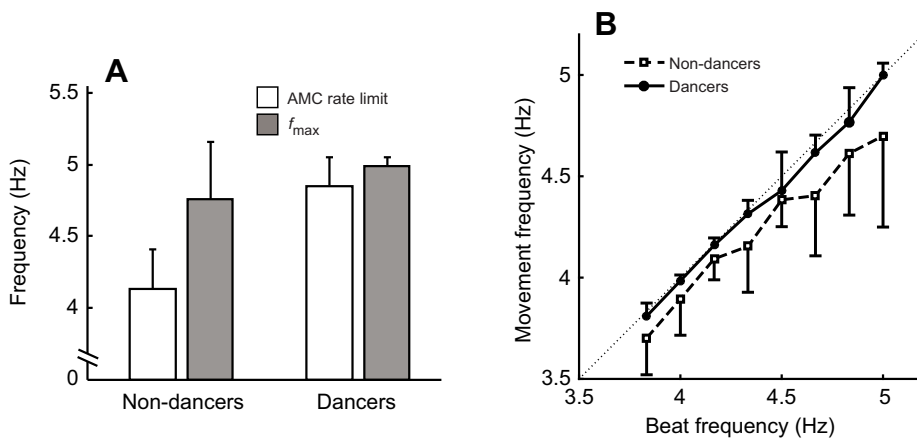 A
AMC rate limit
fmax
Frequency (Hz)
5.5
5
4.5
4
0
Non-dancers
Dancers
B
Non-dancers
Dancers
Movement frequency (Hz)
5
4.5
4
3.5
3.5
4
4.5
5
Beat frequency (Hz)